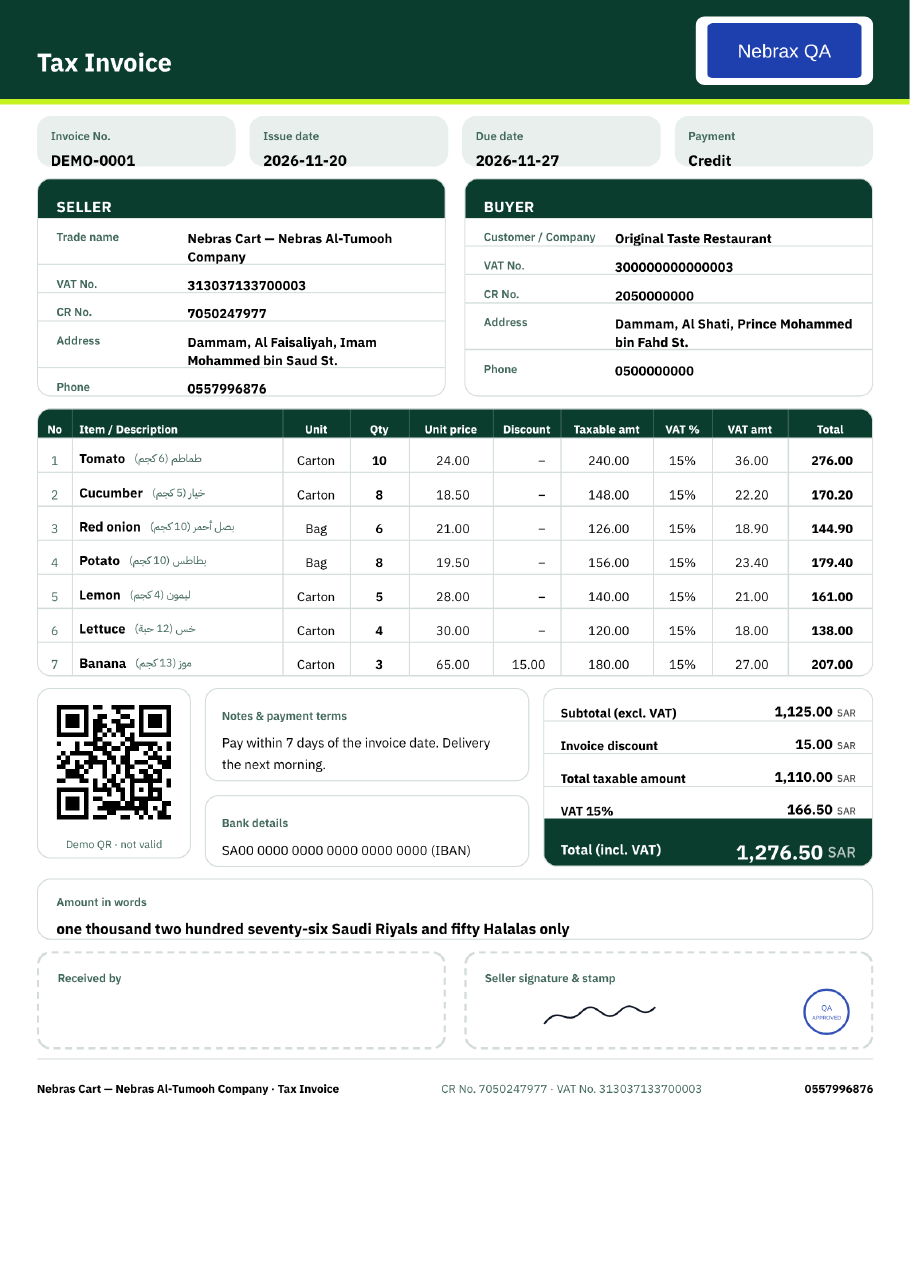 Tax Invoice
Nebrax QA
Invoice No.
DEMO-0001
Issue date
2026-11-20
Due date
2026-11-27
Payment
Credit
SELLER
Trade name Nebras Cart — Nebras Al-Tumooh
Company
VAT No. 313037133700003
CR No. 7050247977
Address Dammam, Al Faisaliyah, Imam
Mohammed bin Saud St.
Phone 0557996876
BUYER
Customer / Company Original Taste Restaurant
VAT No. 300000000000003
CR No. 2050000000
Address Dammam, Al Shati, Prince Mohammed
bin Fahd St.
Phone 0500000000
No Item / Description Unit Qty Unit price Discount Taxable amt VAT % VAT amt Total
1 Tomato طماطم (6 كجم) Carton 10 24.00 – 240.00 15% 36.00 276.00
2 Cucumber خيار (5 كجم) Carton 8 18.50 – 148.00 15% 22.20 170.20
3 Red onion بصل أحمر (10 كجم) Bag 6 21.00 – 126.00 15% 18.90 144.90
4 Potato بطاطس (10 كجم) Bag 8 19.50 – 156.00 15% 23.40 179.40
5 Lemon ليمون (4 كجم) Carton 5 28.00 – 140.00 15% 21.00 161.00
6 Lettuce خس (12 حبة) Carton 4 30.00 – 120.00 15% 18.00 138.00
7 Banana موز (13 كجم) Carton 3 65.00 15.00 180.00 15% 27.00 207.00
Demo QR · not valid
Notes & payment terms
Pay within 7 days of the invoice date. Delivery
the next morning.
Bank details
SA00 0000 0000 0000 0000 0000 (IBAN)
Subtotal (excl. VAT) 1,125.00 SAR
Invoice discount 15.00 SAR
Total taxable amount 1,110.00 SAR
VAT 15% 166.50 SAR
Total (incl. VAT) 1,276.50 SAR
Amount in words
one thousand two hundred seventy-six Saudi Riyals and fifty Halalas only
Received by
Seller signature & stamp
QA
APPROVED
Nebras Cart — Nebras Al-Tumooh Company · Tax Invoice
CR No. 7050247977 · VAT No. 313037133700003
0557996876